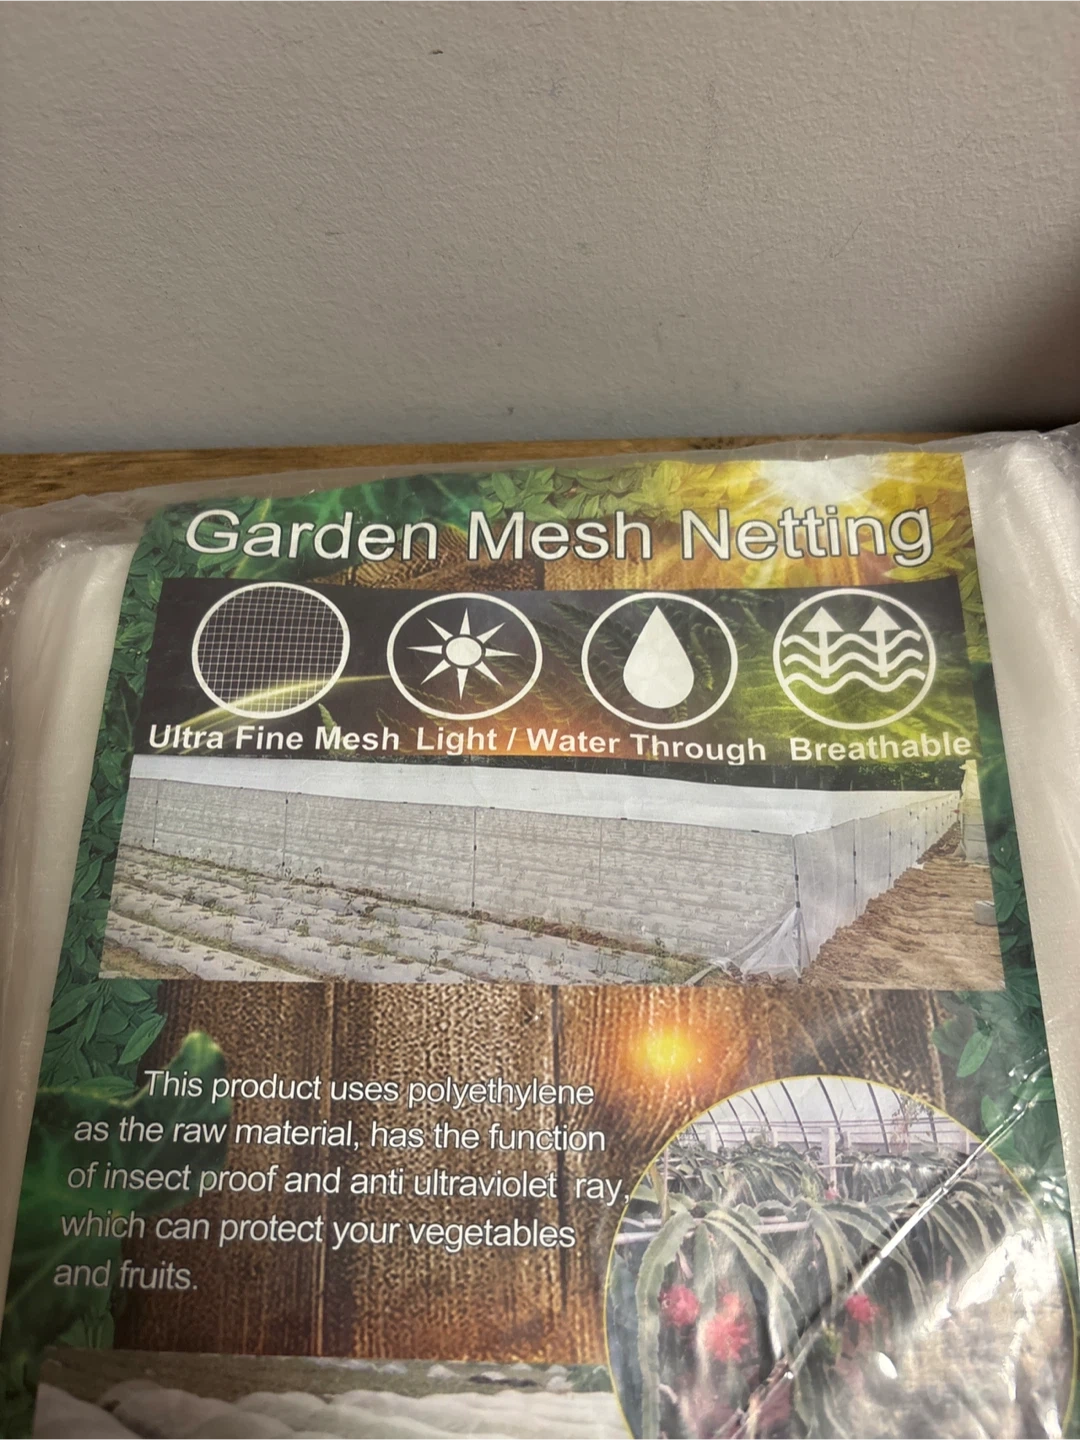 Garden Mesh Netting
Ultra Fine Mesh Light / Water Through Breathable
This product uses polyethylene
as the raw material, has the function
of insect proof and anti ultraviolet ray,
which can protect your vegetables
and fruits.